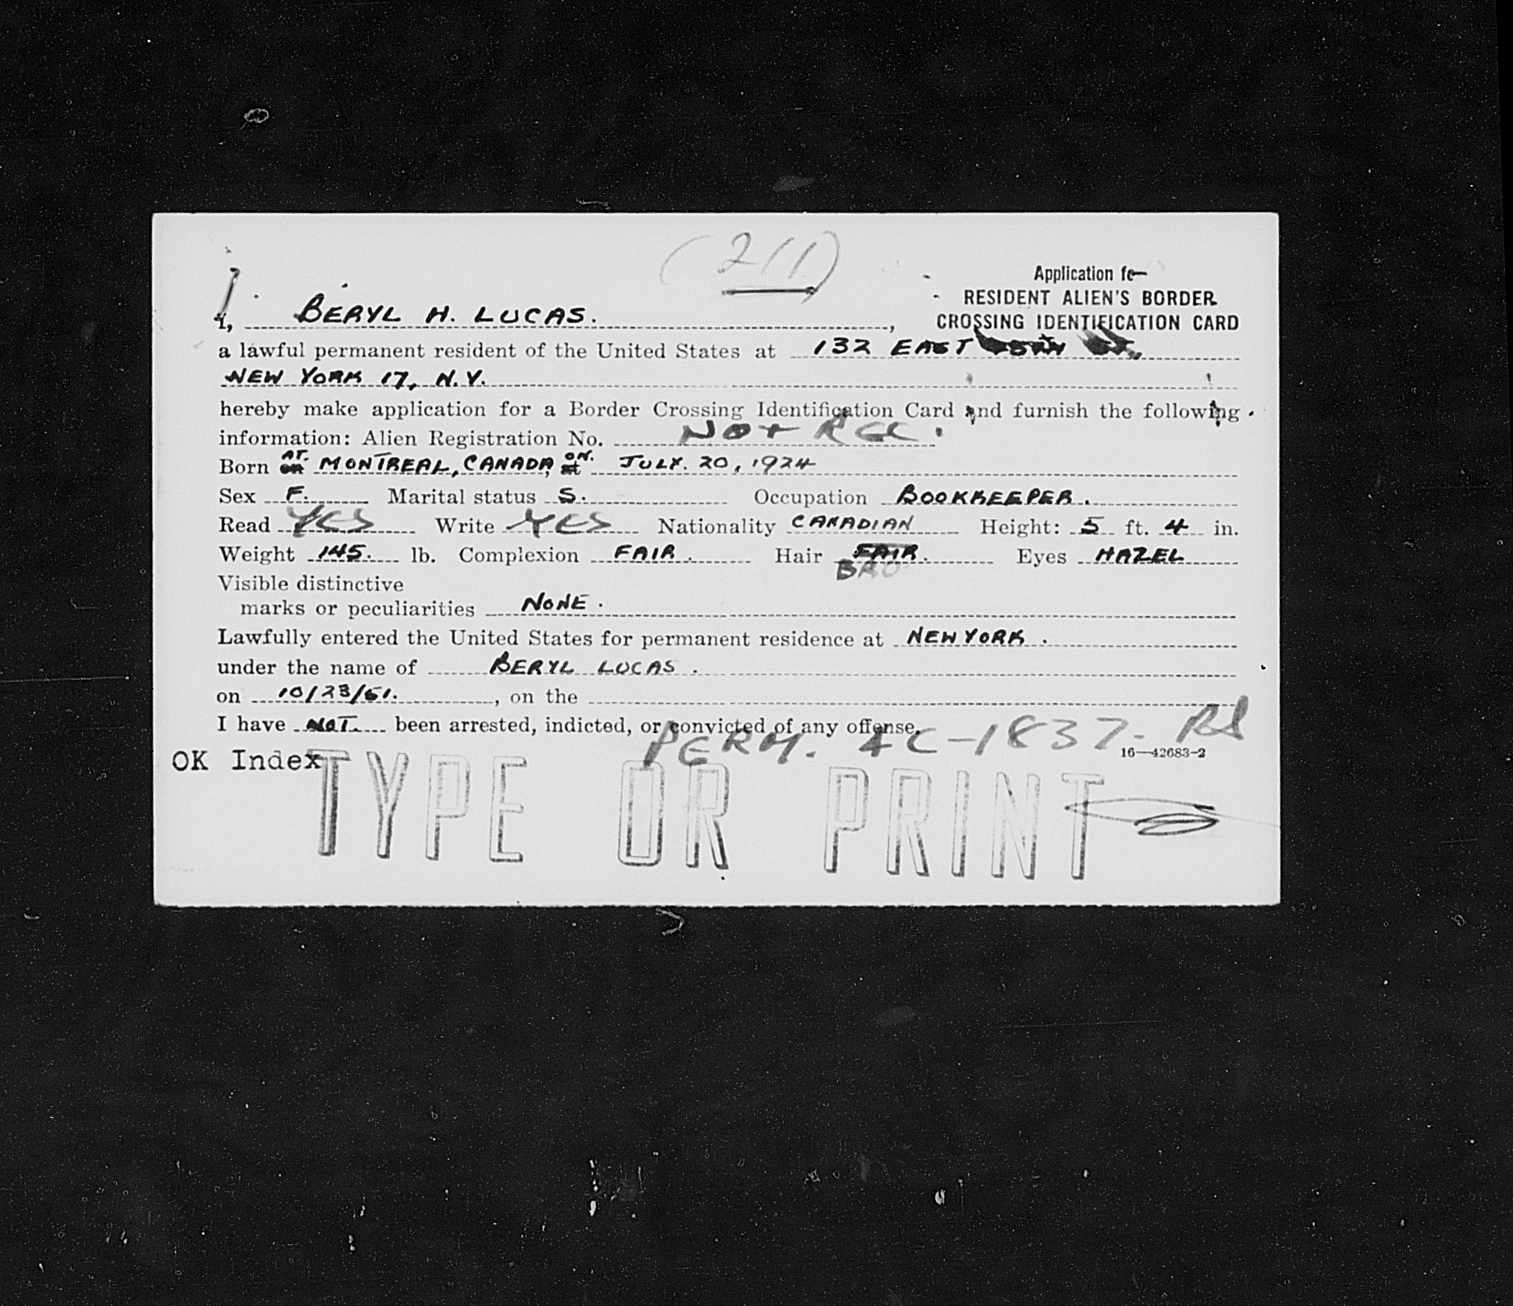 (211)
Application fo
RESIDENT ALIEN'S BORDER
CROSSING IDENTIFICATION CARD
I, BERYL H. LUCAS.,
a lawful permanent resident of the United States at 132 EAST
NEW YORK 17, N.Y.
hereby make application for a Border Crossing Identification Card and furnish the following
information: Alien Registration No. NOT REC.
Born AT. on MONTREAL, CANADA, ON. at JULY. 20, 1924
Sex F. Marital status S. Occupation BOOKKEEPER.
Read YES Write YES Nationality CANADIAN Height: 5 ft. 4 in.
Weight 145. lb. Complexion FAIR. Hair FAIR. Eyes HAZEL
BRO
Visible distinctive
marks or peculiarities NONE.
Lawfully entered the United States for permanent residence at NEW YORK.
under the name of BERYL LUCAS.
on 10/23/51., on the
I have NOT. been arrested, indicted, or convicted of any offense.
PERM. AC-1837-
16—42683-2
OK Index
TYPE OR PRINT